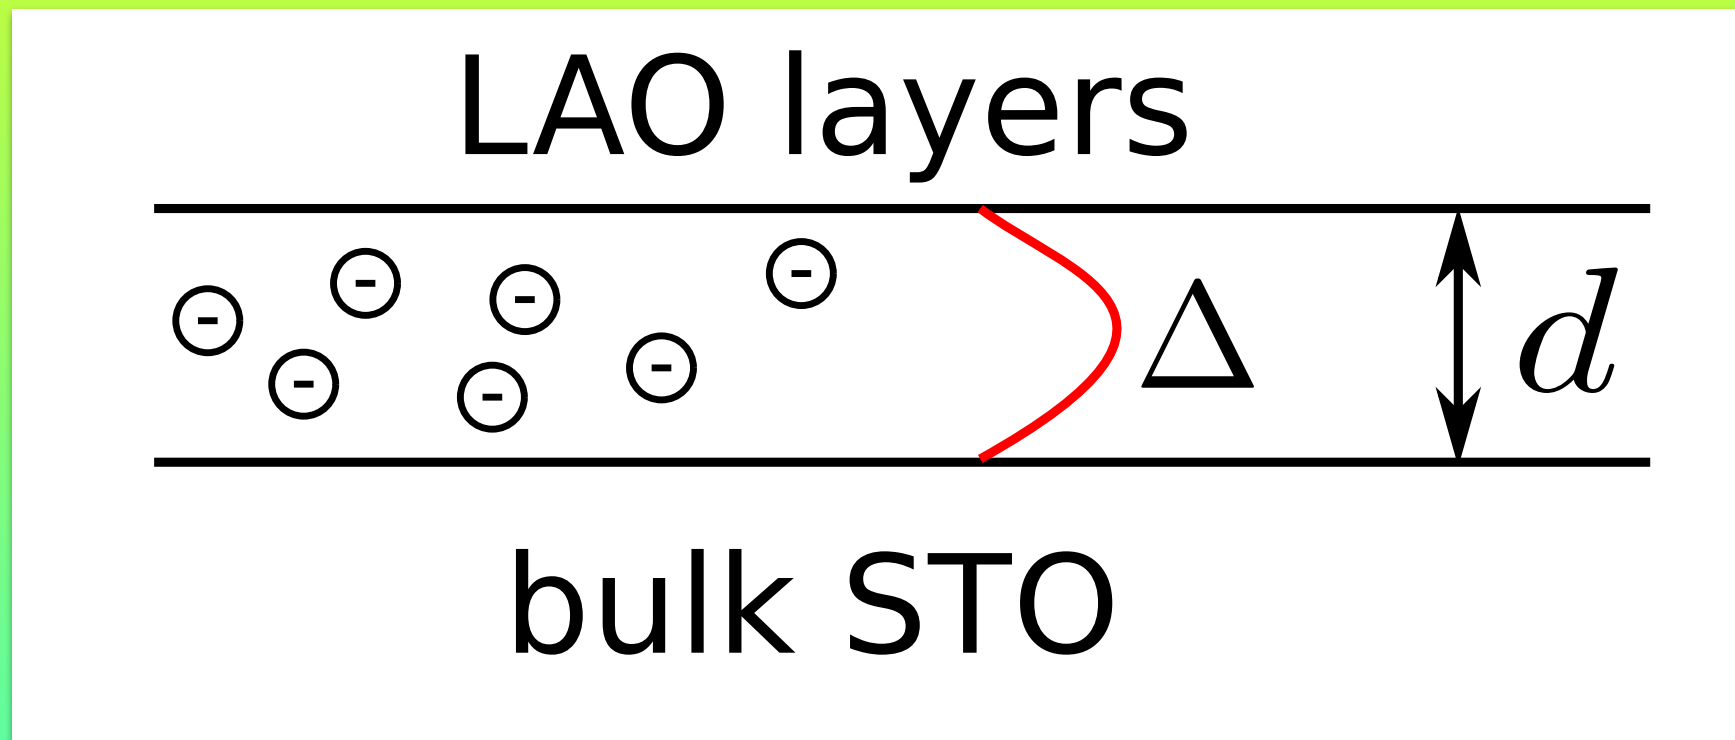 LAO layers
- - - - - - -
Δ
d
bulk STO